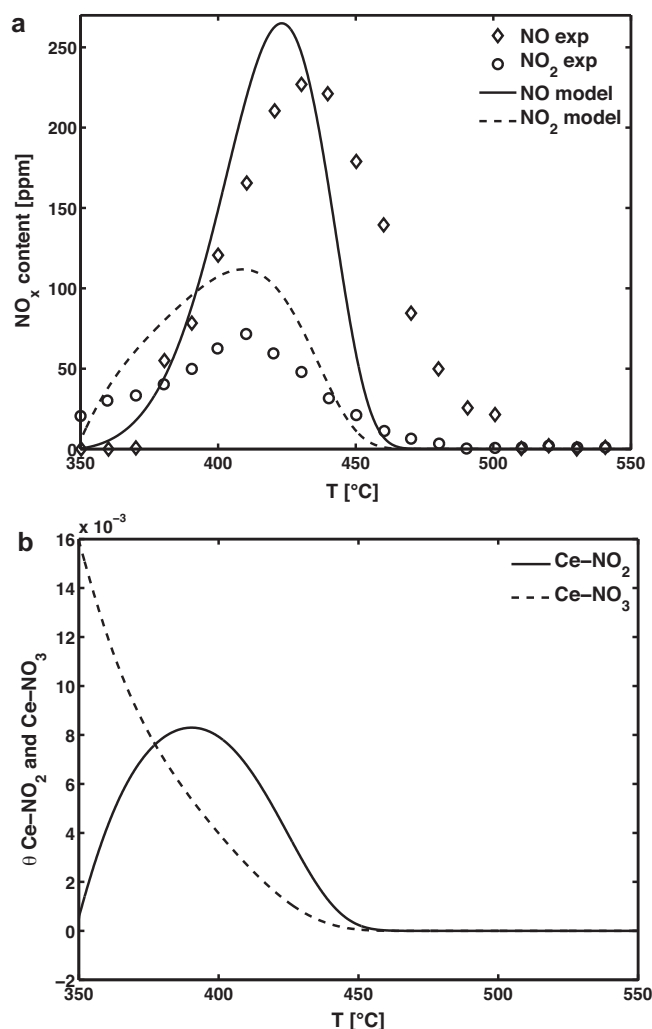 a
NOₓ content [ppm]
250
200
150
100
50
0
350
400
450
500
550
T [°C]
NO exp
NO₂ exp
NO model
NO₂ model
b
x 10⁻³
θ Ce–NO₂ and Ce–NO₃
16
14
12
10
8
6
4
2
0
−2
350
400
450
500
550
T [°C]
Ce–NO₂
Ce–NO₃